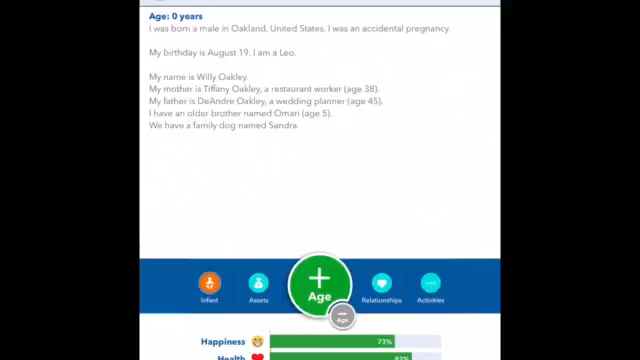 Age: 0 years
I was born a male in Oakland, United States. I was an accidental pregnancy.
My birthday is August 19. I am a Leo.
My name is Willy Oakley.
My mother is Tiffany Oakley, a restaurant worker (age 38).
My father is DeAndre Oakley, a wedding planner (age 45).
I have an older brother named Omari (age 5).
We have a family dog named Sandra.
Infant
Assets
+
Age
Relationships
Activities
Age
Happiness 73%
Health 83%